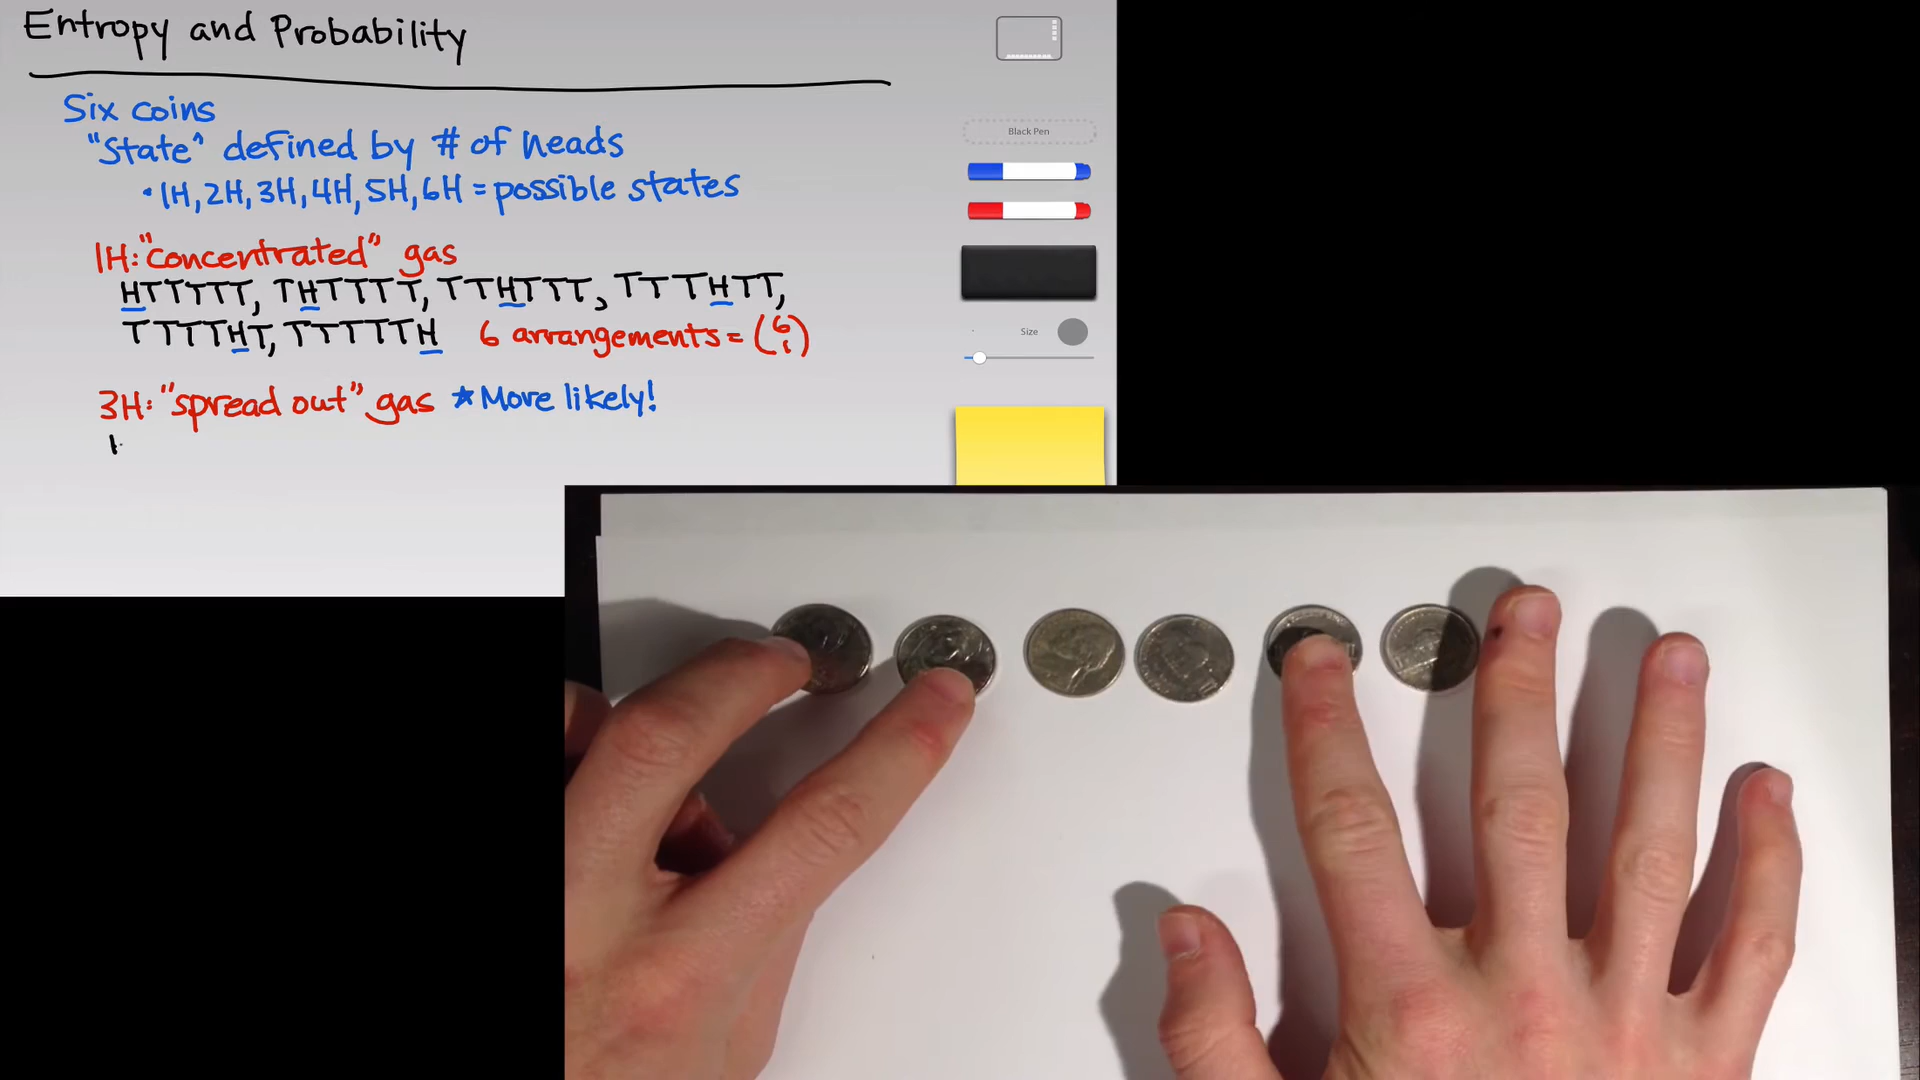 Entropy and Probability
Six coins
"State" defined by # of heads
• 1H, 2H, 3H, 4H, 5H, 6H = possible states
1H: "concentrated" gas
HTTTTT, THTTTT, TTHTTT, TTTHTT,
TTTTHT, TTTTTH 6 arrangements = (6 1)
3H: "spread out" gas ★ More likely!
Black Pen
Size